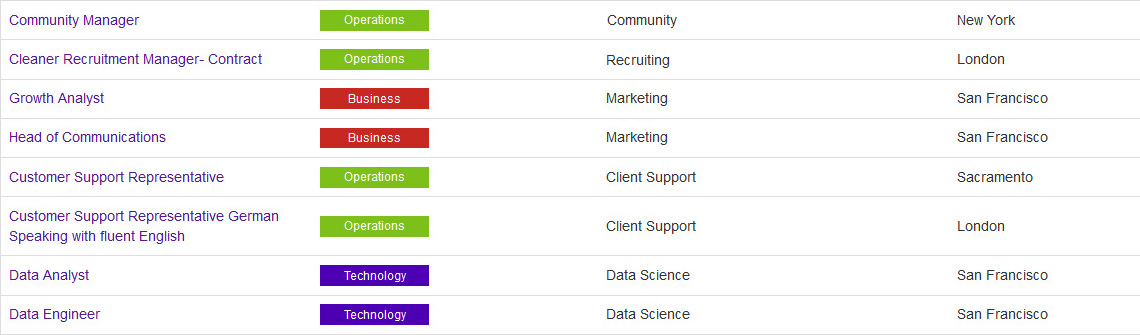 Community Manager Operations Community New York
Cleaner Recruitment Manager- Contract Operations Recruiting London
Growth Analyst Business Marketing San Francisco
Head of Communications Business Marketing San Francisco
Customer Support Representative Operations Client Support Sacramento
Customer Support Representative German
Speaking with fluent English Operations Client Support London
Data Analyst Technology Data Science San Francisco
Data Engineer Technology Data Science San Francisco